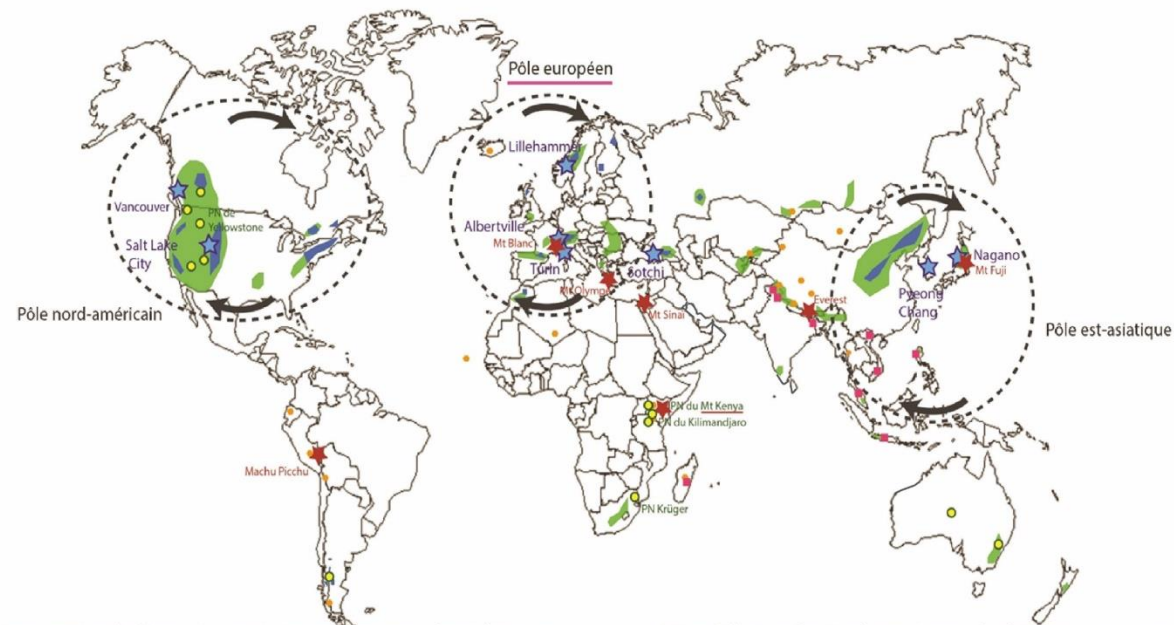 Pôle européen
Lillehammer
Vancouver
PN de
Yellowstone
Salt Lake
City
Albertville
Mt Blanc
Turin
Sotchi
Mt Olympe
Mt Sinaï
Nagano
Mt Fuji
Pyeong
Chang
Everest
Pôle nord-américain
Pôle est-asiatique
PN du Mt Kenya
PN du Kilimandjaro
Machu Picchu
PN Krüger